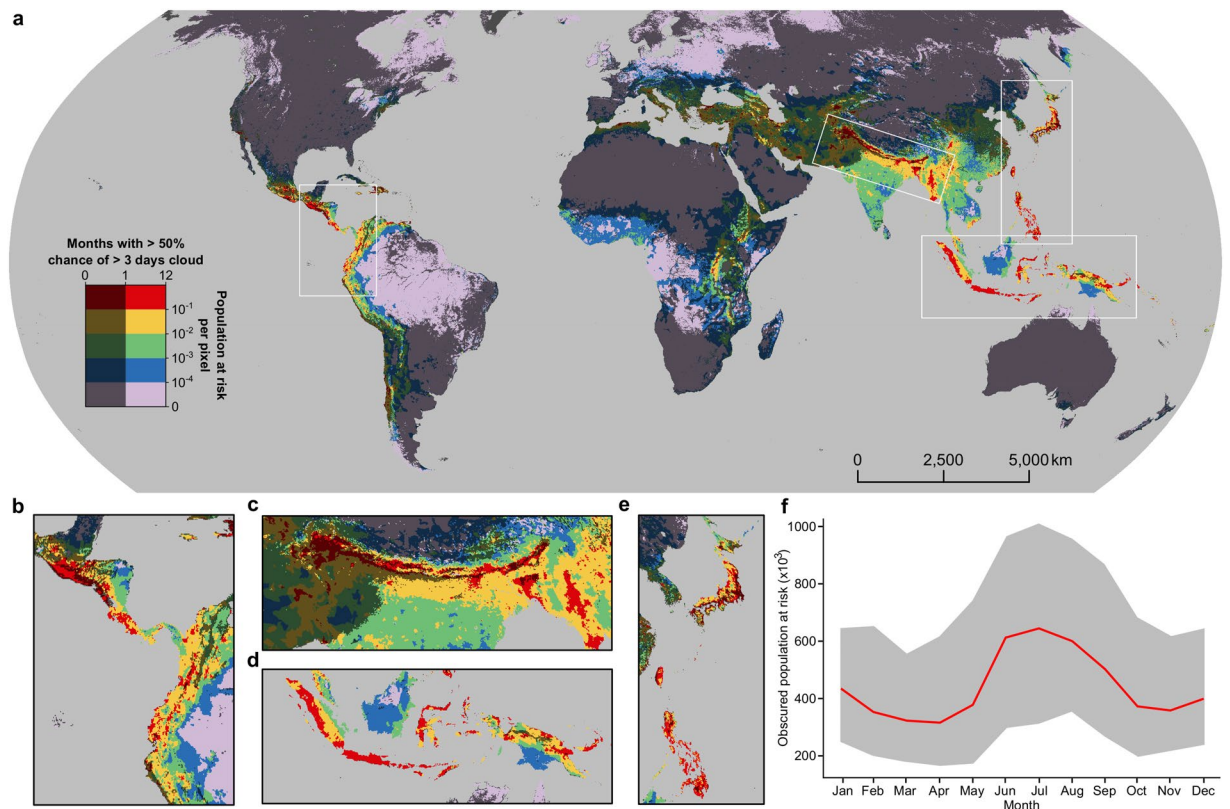 a
Months with > 50%
chance of > 3 days cloud
0 1 12
10⁻¹
10⁻²
10⁻³
10⁻⁴
0
Population at risk
per pixel
0 2,500 5,000 km
b
c
d
e
f
1000
800
600
400
200
Obscured population at risk (x10³)
Jan Feb Mar Apr May Jun Jul Aug Sep Oct Nov Dec
Month